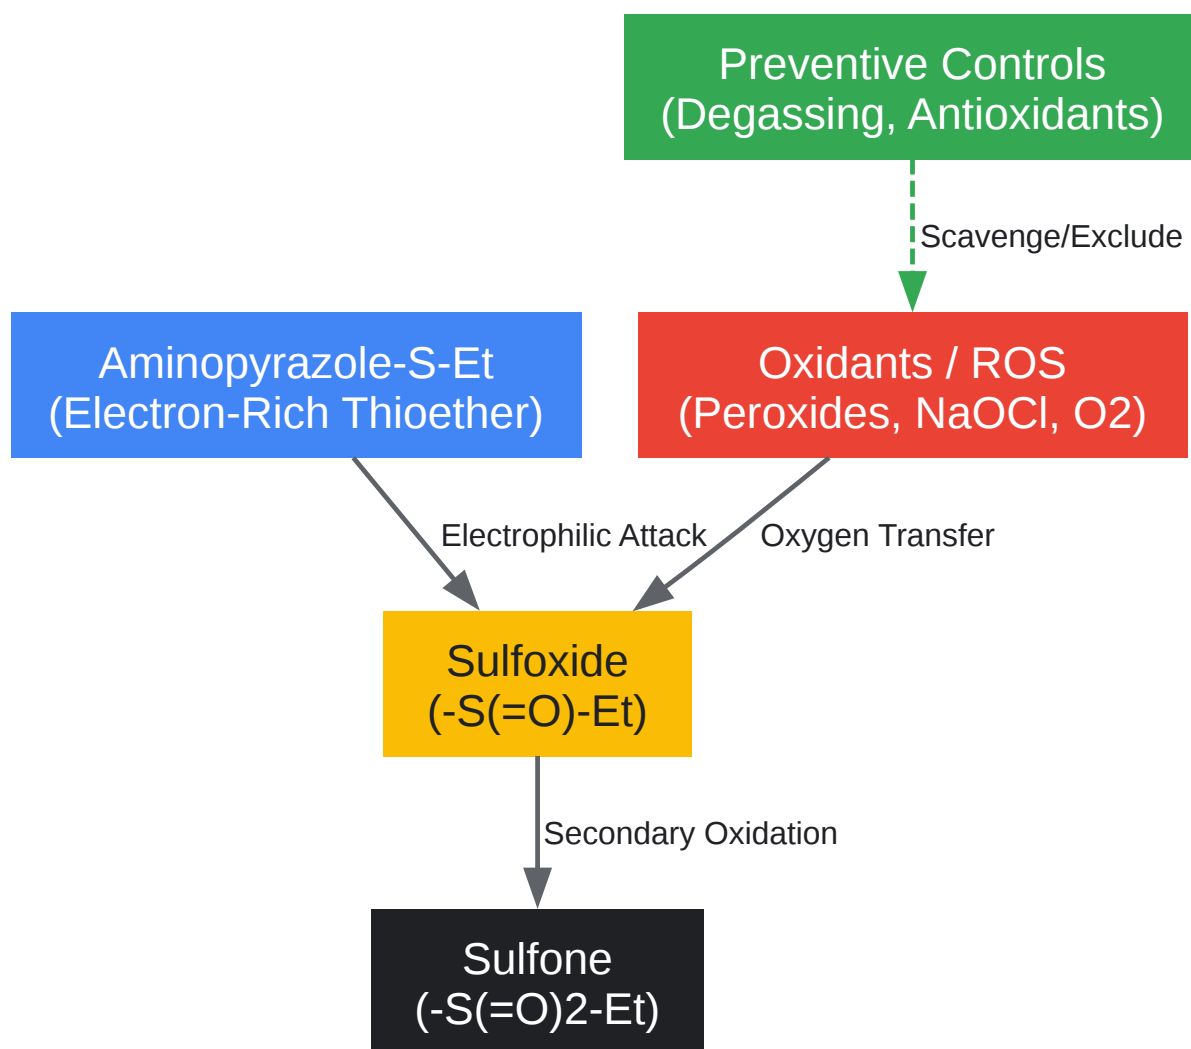 Preventive Controls
(Degassing, Antioxidants)
Scavenge/Exclude
Aminopyrazole-S-Et
(Electron-Rich Thioether)
Oxidants / ROS
(Peroxides, NaOCl, O2)
Electrophilic Attack
Oxygen Transfer
Sulfoxide
(-S(=O)-Et)
Secondary Oxidation
Sulfone
(-S(=O)2-Et)